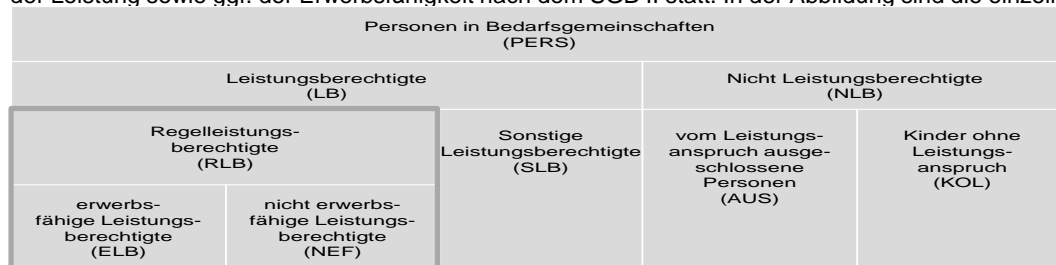 der Leistung sowie ggf. der Erwerbsfähigkeit nach dem SGB II statt. In der Abbildung sind die einzeln
Personen in Bedarfsgemeinschaften
(PERS)
Leistungsberechtigte
(LB)
Nicht Leistungsberechtigte
(NLB)
Regelleistungs-
berechtigte
(RLB)
Sonstige
Leistungsberechtigte
(SLB)
vom Leistungs-
anspruch ausge-
schlossene
Personen
(AUS)
Kinder ohne
Leistungs-
anspruch
(KOL)
erwerbs-
fähige Leistungs-
berechtigte
(ELB)
nicht erwerbs-
fähige Leistungs-
berechtigte
(NEF)